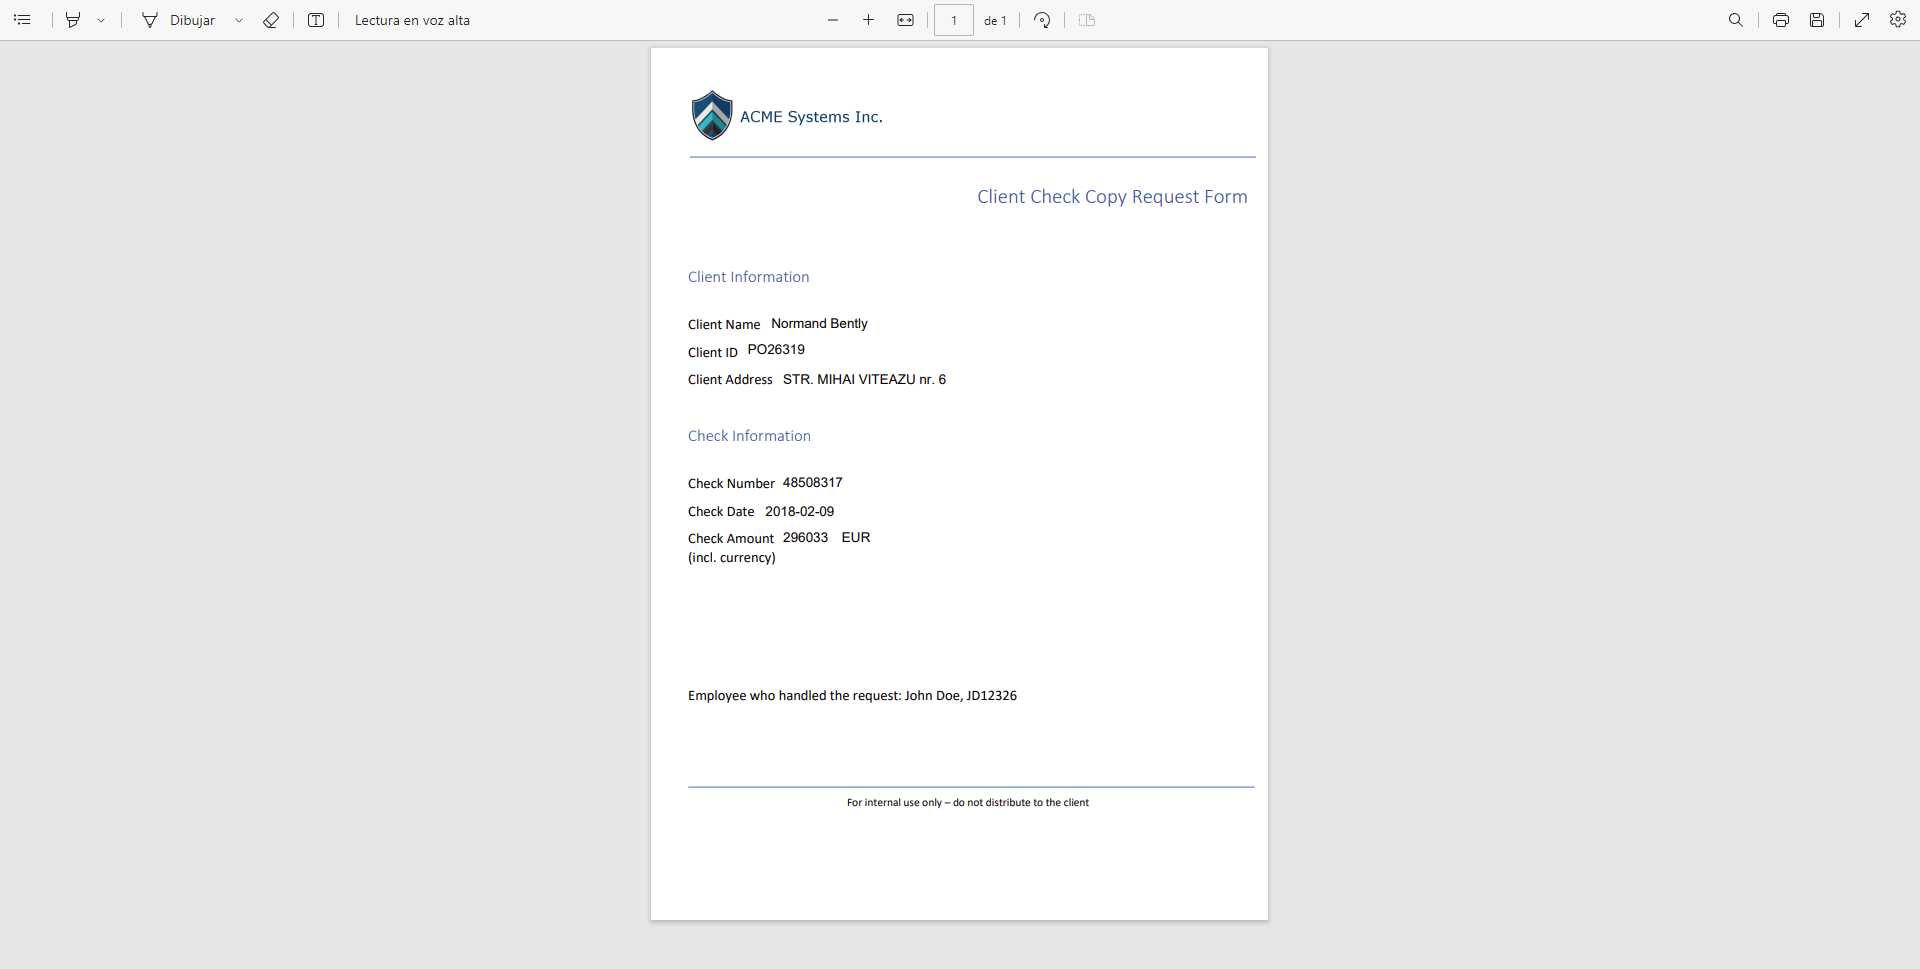 Dibujar Lectura en voz alta 1 de 1
ACME Systems Inc.
Client Check Copy Request Form
Client Information
Client Name Normand Bently
Client ID PO26319
Client Address STR. MIHAI VITEAZU nr. 6
Check Information
Check Number 48508317
Check Date 2018-02-09
Check Amount 296033 EUR
(incl. currency)
Employee who handled the request: John Doe, JD12326
For internal use only – do not distribute to the client